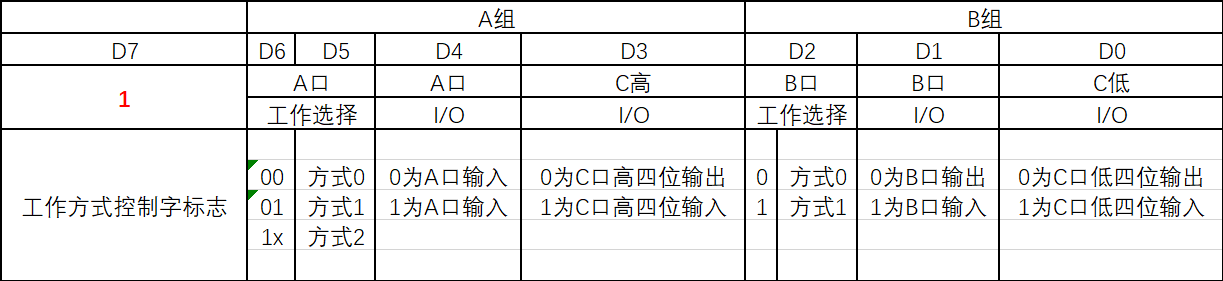 A组 B组
D7 D6 D5 D4 D3 D2 D1 D0
1 A口 A口 C高 B口 B口 C低
工作选择 I/O I/O 工作选择 I/O I/O
工作方式控制字标志
00 方式0 0为A口输入 0为C口高四位输出 0 方式0 0为B口输出 0为C口低四位输出
01 方式1 1为A口输入 1为C口高四位输入 1 方式1 1为B口输入 1为C口低四位输入
1x 方式2